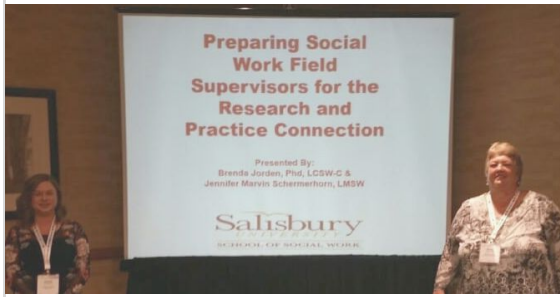 Preparing Social
Work Field
Supervisors for the
Research and
Practice Connection
Presented By:
Brenda Jorden, Phd, LCSW-C &
Jennifer Marvin Schermerhorn, LMSW
Salisbury
UNIVERSITY
SCHOOL OF SOCIAL WORK